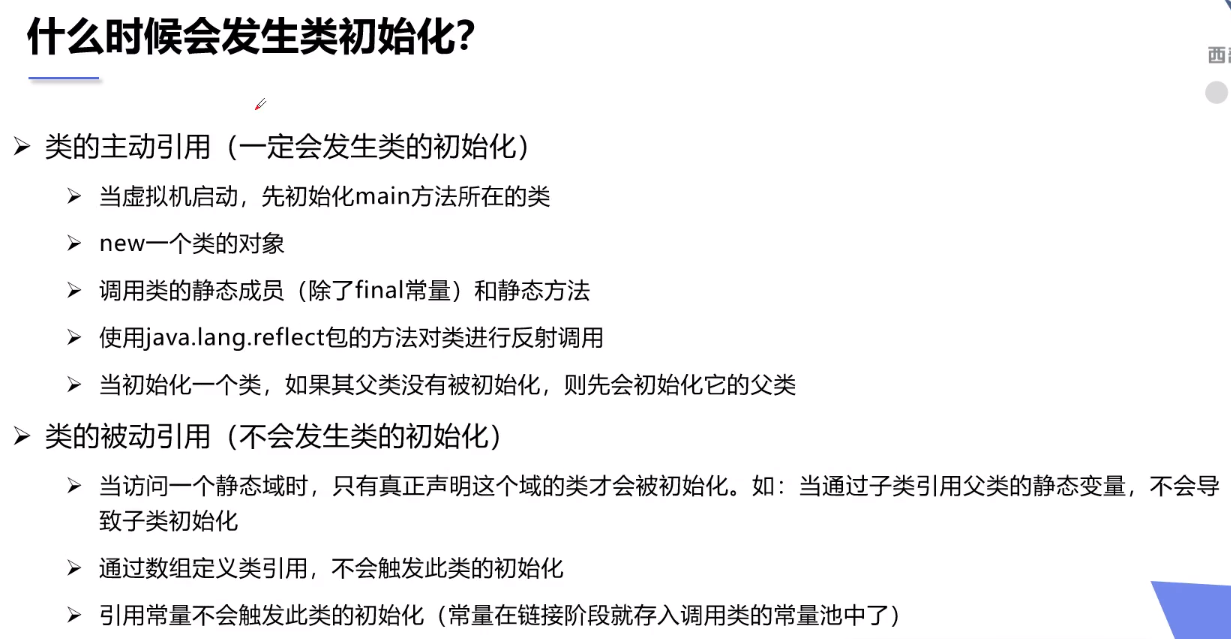 什么时候会发生类初始化?
西
类的主动引用（一定会发生类的初始化）
当虚拟机启动，先初始化main方法所在的类
new一个类的对象
调用类的静态成员（除了final常量）和静态方法
使用java.lang.reflect包的方法对类进行反射调用
当初始化一个类，如果其父类没有被初始化，则先会初始化它的父类
类的被动引用（不会发生类的初始化）
当访问一个静态域时，只有真正声明这个域的类才会被初始化。如：当通过子类引用父类的静态变量，不会导
致子类初始化
通过数组定义类引用，不会触发此类的初始化
引用常量不会触发此类的初始化（常量在链接阶段就存入调用类的常量池中了）